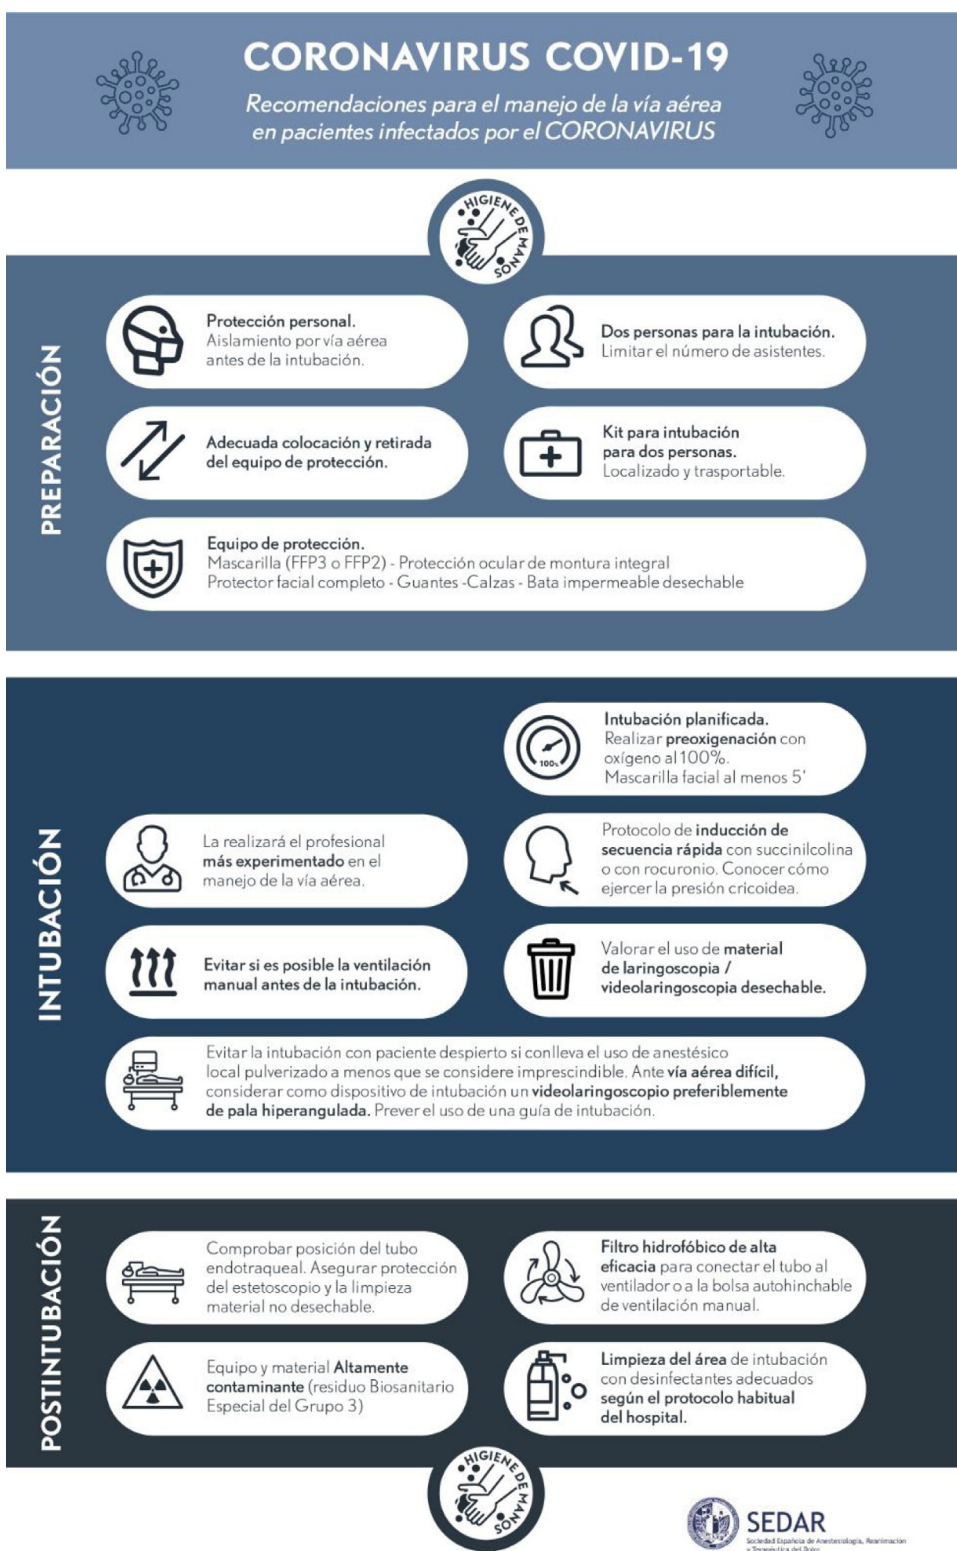 CORONAVIRUS COVID-19
Recomendaciones para el manejo de la vía aérea
en pacientes infectados por el CORONAVIRUS
HIGIENE DE MANOS
PREPARACIÓN
Protección personal.
Aislamiento por vía aérea
antes de la intubación.
Dos personas para la intubación.
Limitar el número de asistentes.
Adecuada colocación y retirada
del equipo de protección.
Kit para intubación
para dos personas.
Localizado y trasportable.
Equipo de protección.
Mascarilla (FFP3 o FFP2) - Protección ocular de montura integral
Protector facial completo - Guantes -Calzas - Bata impermeable desechable
INTUBACIÓN
Intubación planificada.
Realizar preoxigenación con
oxígeno al 100%.
Mascarilla facial al menos 5'
100%
La realizará el profesional
más experimentado en el
manejo de la vía aérea.
Protocolo de inducción de
secuencia rápida con succinilcolina
o con rocuronio. Conocer cómo
ejercer la presión cricoidea.
Evitar si es posible la ventilación
manual antes de la intubación.
Valorar el uso de material
de laringoscopia /
videolaringoscopia desechable.
Evitar la intubación con paciente despierto si conlleva el uso de anestésico
local pulverizado a menos que se considere imprescindible. Ante vía aérea difícil,
considerar como dispositivo de intubación un videolaringoscopio preferiblemente
de pala hiperangulada. Prever el uso de una guía de intubación.
POSTINTUBACIÓN
Comprobar posición del tubo
endotraqueal. Asegurar protección
del estetoscopio y la limpieza
material no desechable.
Filtro hidrofóbico de alta
eficacia para conectar el tubo al
ventilador o a la bolsa autohinchable
de ventilación manual.
Equipo y material Altamente
contaminante (residuo Biosanitario
Especial del Grupo 3)
Limpieza del área de intubación
con desinfectantes adecuados
según el protocolo habitual
del hospital.
HIGIENE DE MANOS
SEDAR
Sociedad Española de Anestesiología, Reanimación
y Terapéutica del Dolor